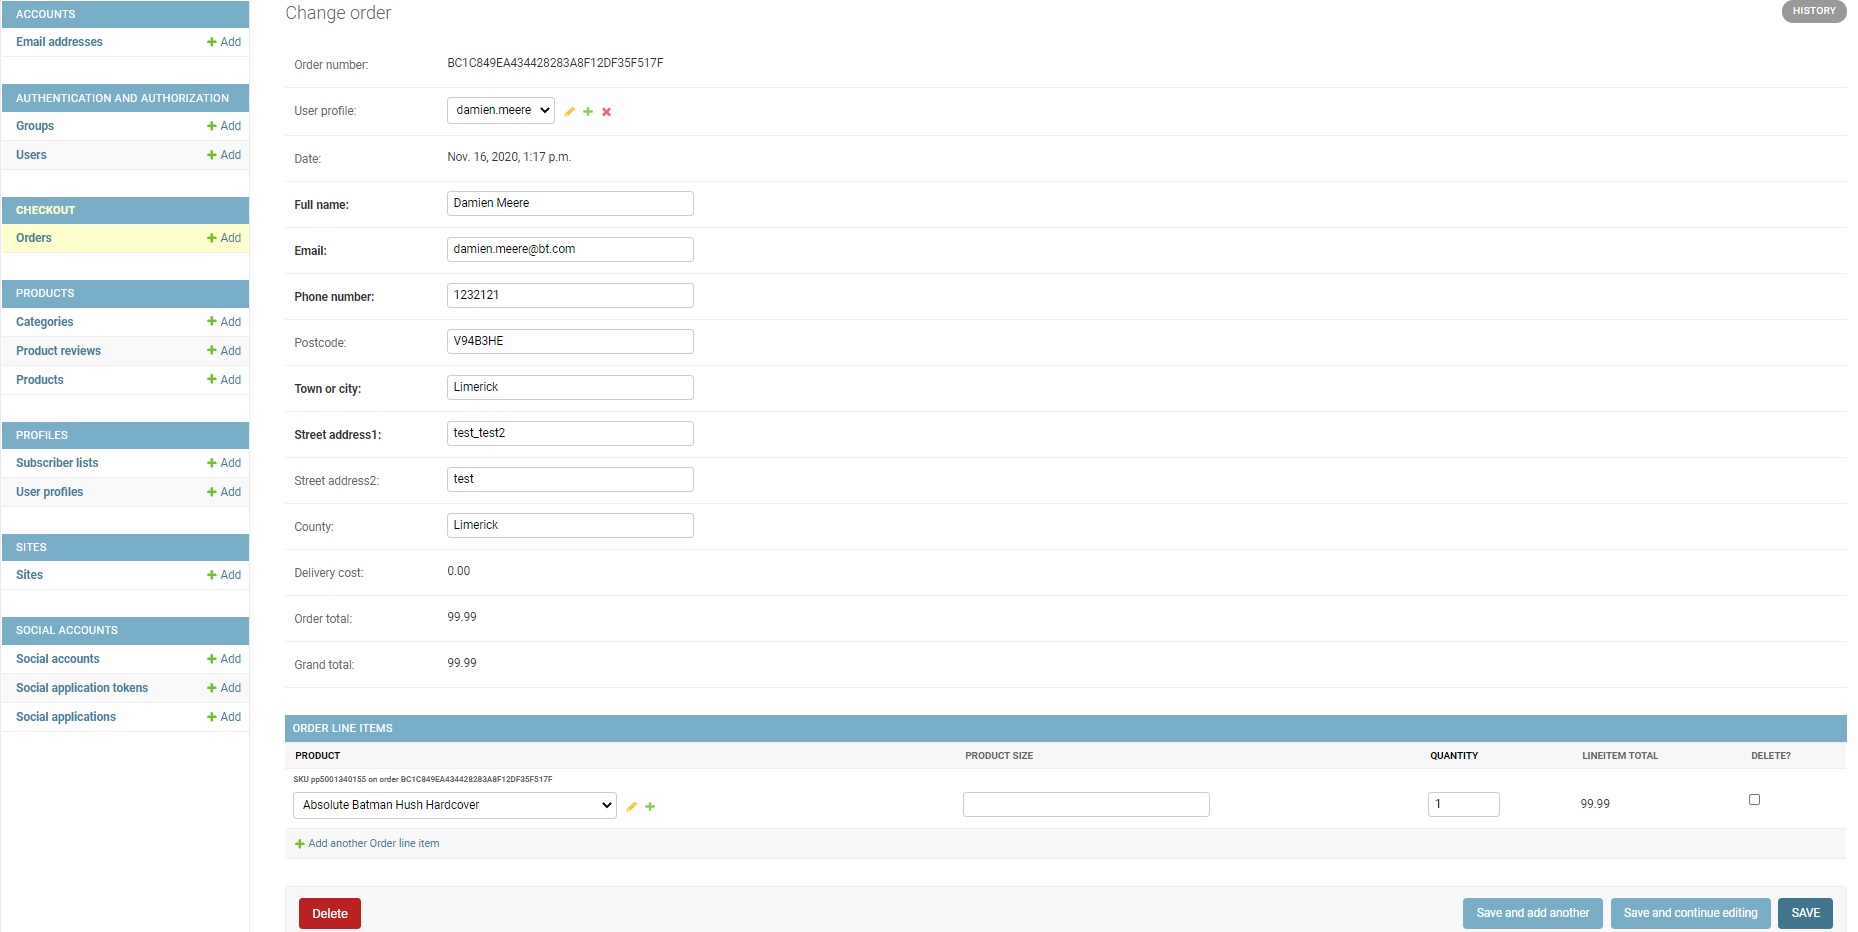 ACCOUNTS
Email addresses Add
AUTHENTICATION AND AUTHORIZATION
Groups Add
Users Add
CHECKOUT
Orders Add
PRODUCTS
Categories Add
Product reviews Add
Products Add
PROFILES
Subscriber lists Add
User profiles Add
SITES
Sites Add
SOCIAL ACCOUNTS
Social accounts Add
Social application tokens Add
Social applications Add
Change order
HISTORY
Order number: BC1C849EA434428283A8F12DF35F517F
User profile: damien.meere
Date: Nov. 16, 2020, 1:17 p.m.
Full name: Damien Meere
Email: damien.meere@bt.com
Phone number: 1232121
Postcode: V94B3HE
Town or city: Limerick
Street address1: test_test2
Street address2: test
County: Limerick
Delivery cost: 0.00
Order total: 99.99
Grand total: 99.99
ORDER LINE ITEMS
PRODUCT PRODUCT SIZE QUANTITY LINEITEM TOTAL DELETE?
SKU pp5001340155 on order BC1C849EA434428283A8F12DF35F517F
Absolute Batman Hush Hardcover 1 99.99
Add another Order line item
Delete Save and add another Save and continue editing SAVE